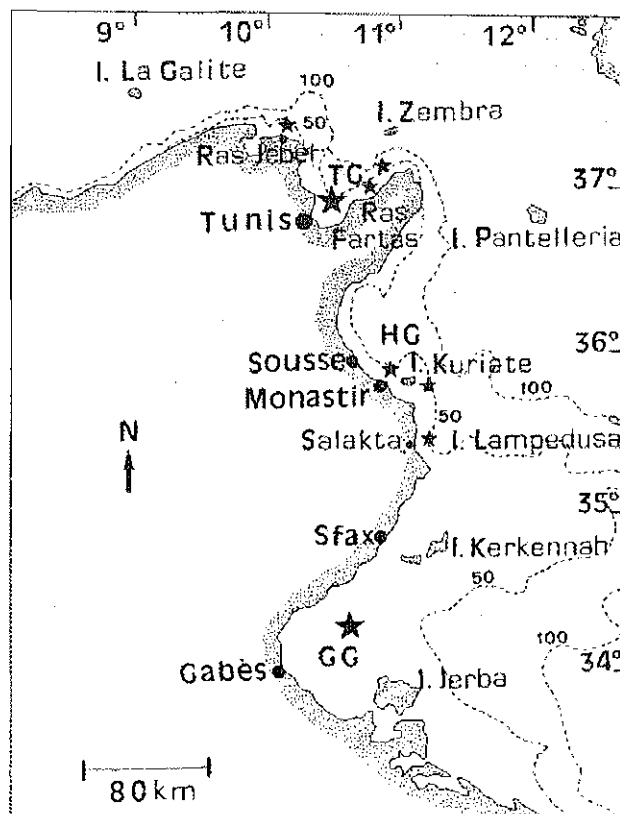 9° 10° 11° 12°
I. La Galite
100
50
I. Zembra
Ras Jebel
TG
37°
Tunis
Ras
Fartas
I. Pantelleria
HG
36°
Sousse
I. Kuriate
Monastir
100
50
N
Salakta
I. Lampedusa
35°
Sfax
I. Kerkennah
50
100
GG
34°
Gabès
I. Jerba
80 km